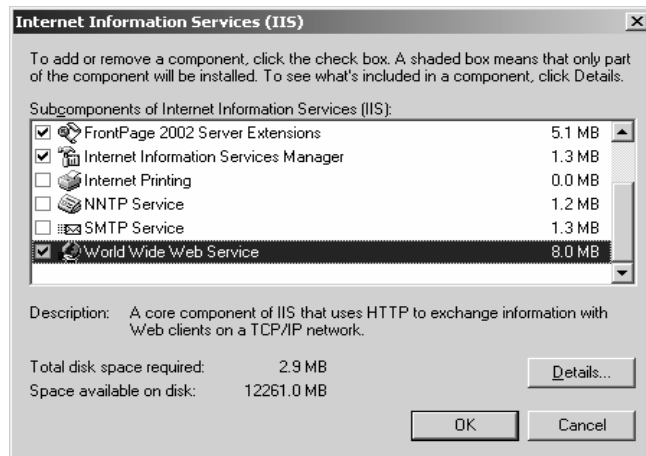 Internet Information Services (IIS)
To add or remove a component, click the check box. A shaded box means that only part
of the component will be installed. To see what's included in a component, click Details.
Subcomponents of Internet Information Services (IIS):
FrontPage 2002 Server Extensions 5.1 MB
Internet Information Services Manager 1.3 MB
Internet Printing 0.0 MB
NNTP Service 1.2 MB
SMTP Service 1.3 MB
World Wide Web Service 8.0 MB
Description: A core component of IIS that uses HTTP to exchange information with
Web clients on a TCP/IP network.
Total disk space required: 2.9 MB
Details...
Space available on disk: 12261.0 MB
OK Cancel